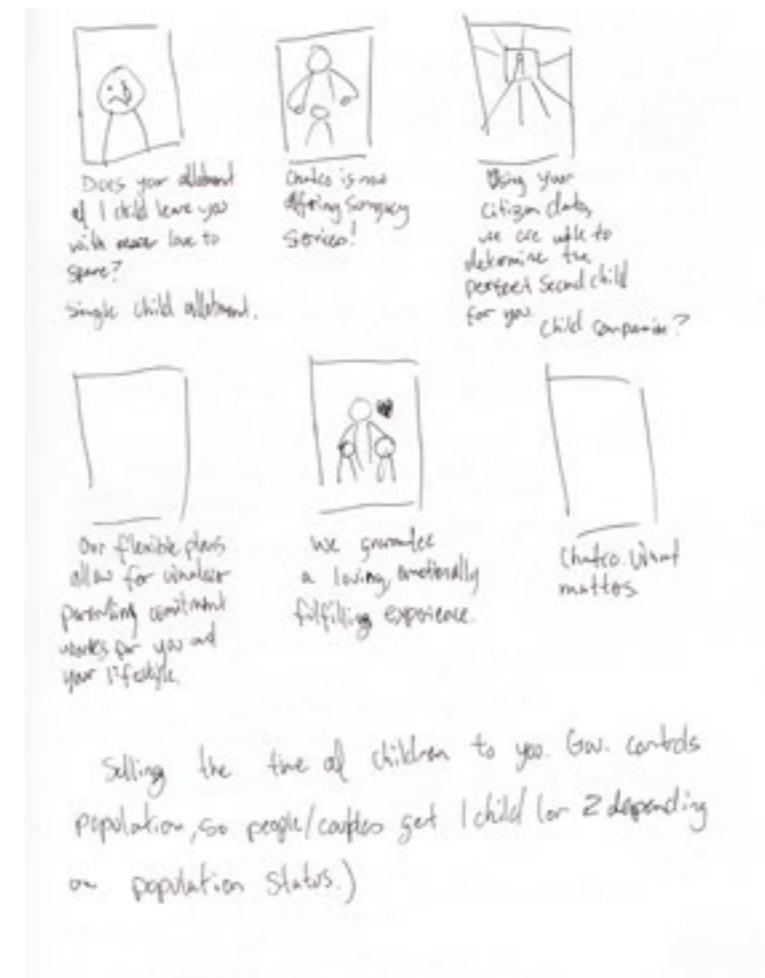 Does your allotment
of 1 child leave you
with more love to
spare?
Single child allotment.
Chatco is now
offering surrogacy
services!
Using your
citizen data,
we are able to
determine the
perfect second child
for you.
Child companion?
Our flexible plans
allow for whatever
parenting commitment
works for you and
your lifestyle.
We guarantee
a loving, emotionally
fulfilling experience.
Chatco. What
matters.
Selling the time of children to you. Gov. controls
population, so people/couples get 1 child (or 2 depending
on population status.)